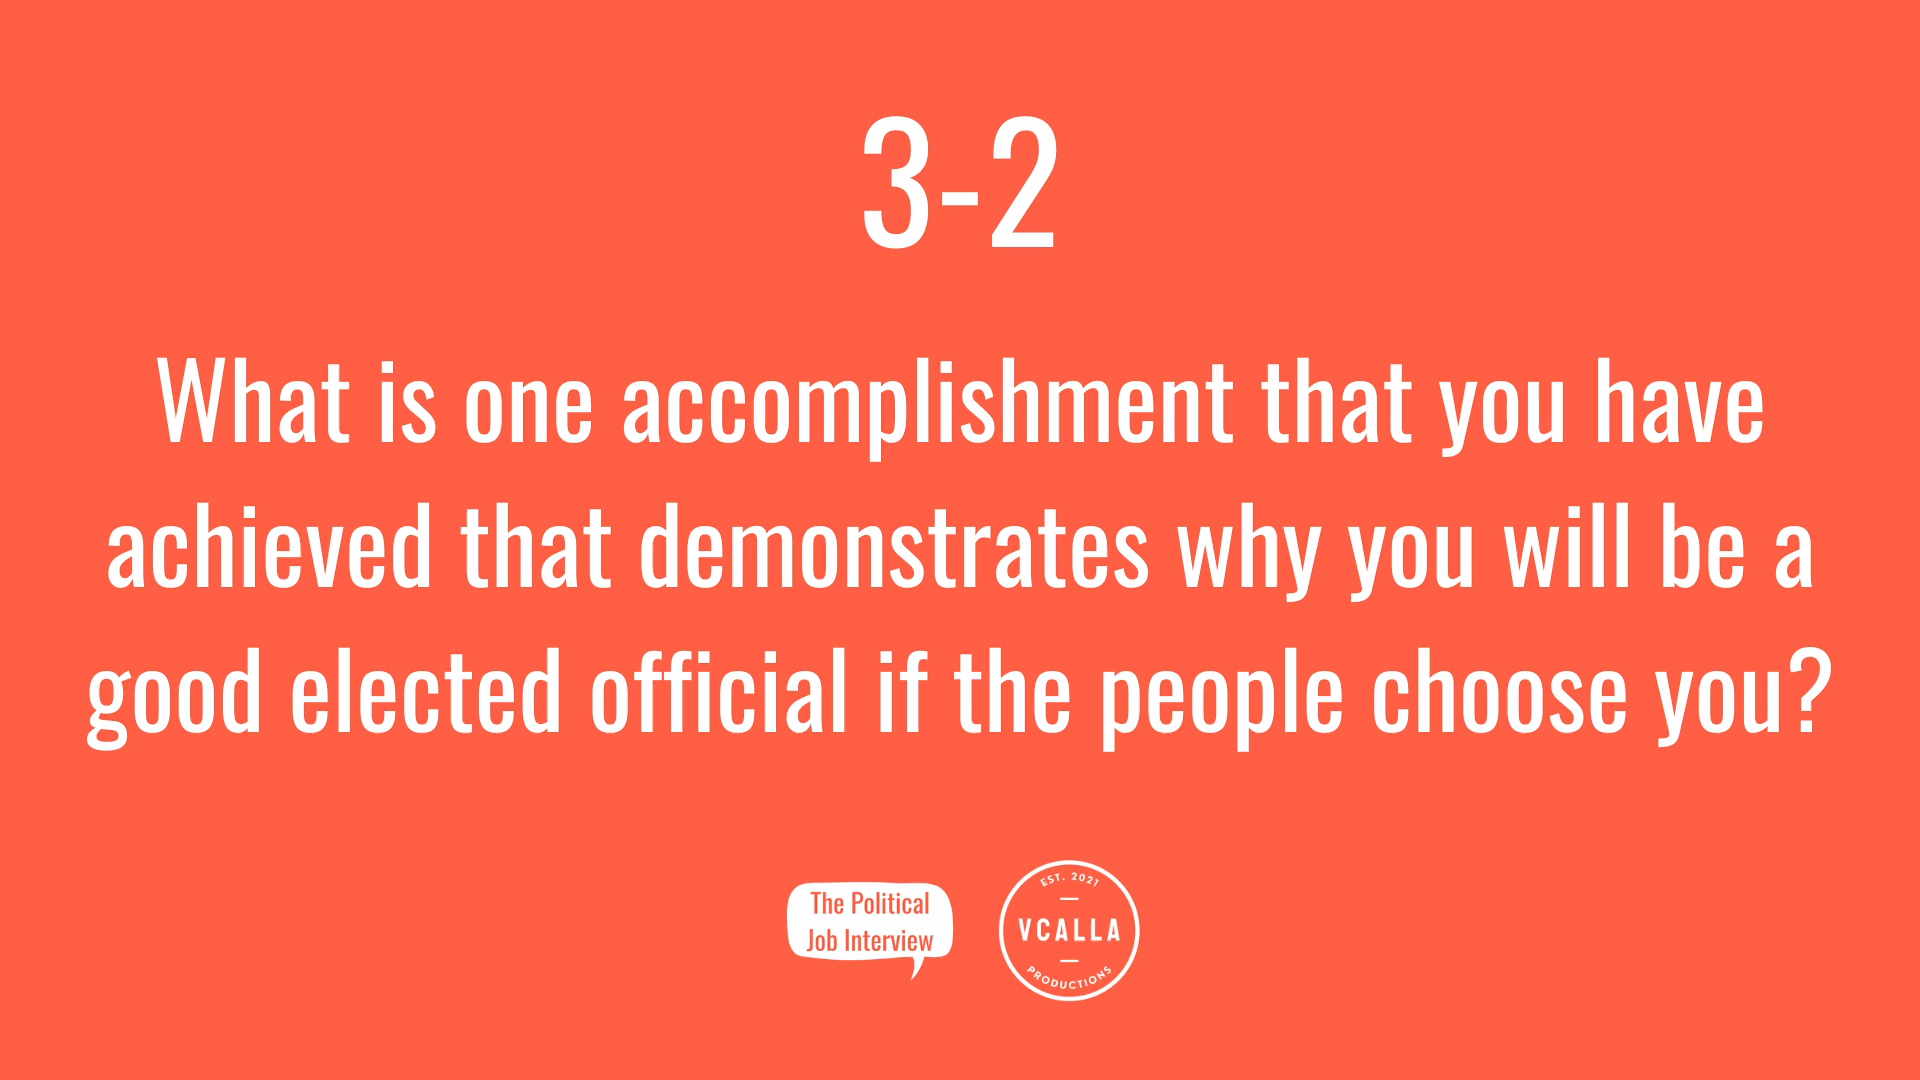 3-2
What is one accomplishment that you have
achieved that demonstrates why you will be a
good elected official if the people choose you?
The Political
Job Interview
EST. 2021
VCALLA
PRODUCTIONS